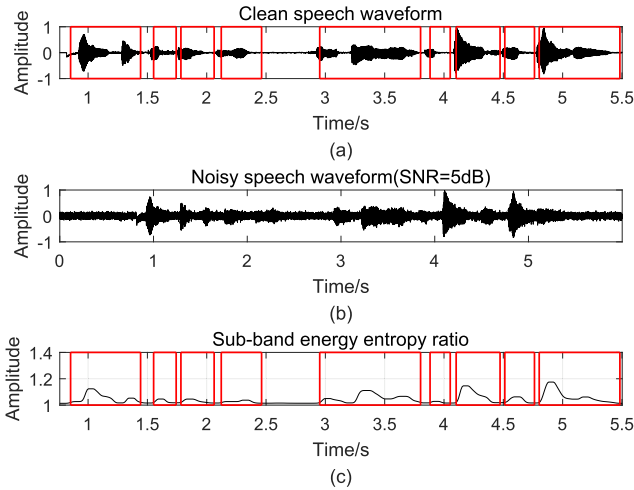 Clean speech waveform
Amplitude
1
0
-1
1 1.5 2 2.5 3 3.5 4 4.5 5 5.5
Time/s
(a)
Noisy speech waveform(SNR=5dB)
Amplitude
1
0
-1
0 1 2 3 4 5
Time/s
(b)
Sub-band energy entropy ratio
Amplitude
1.4
1.2
1
1 1.5 2 2.5 3 3.5 4 4.5 5 5.5
Time/s
(c)